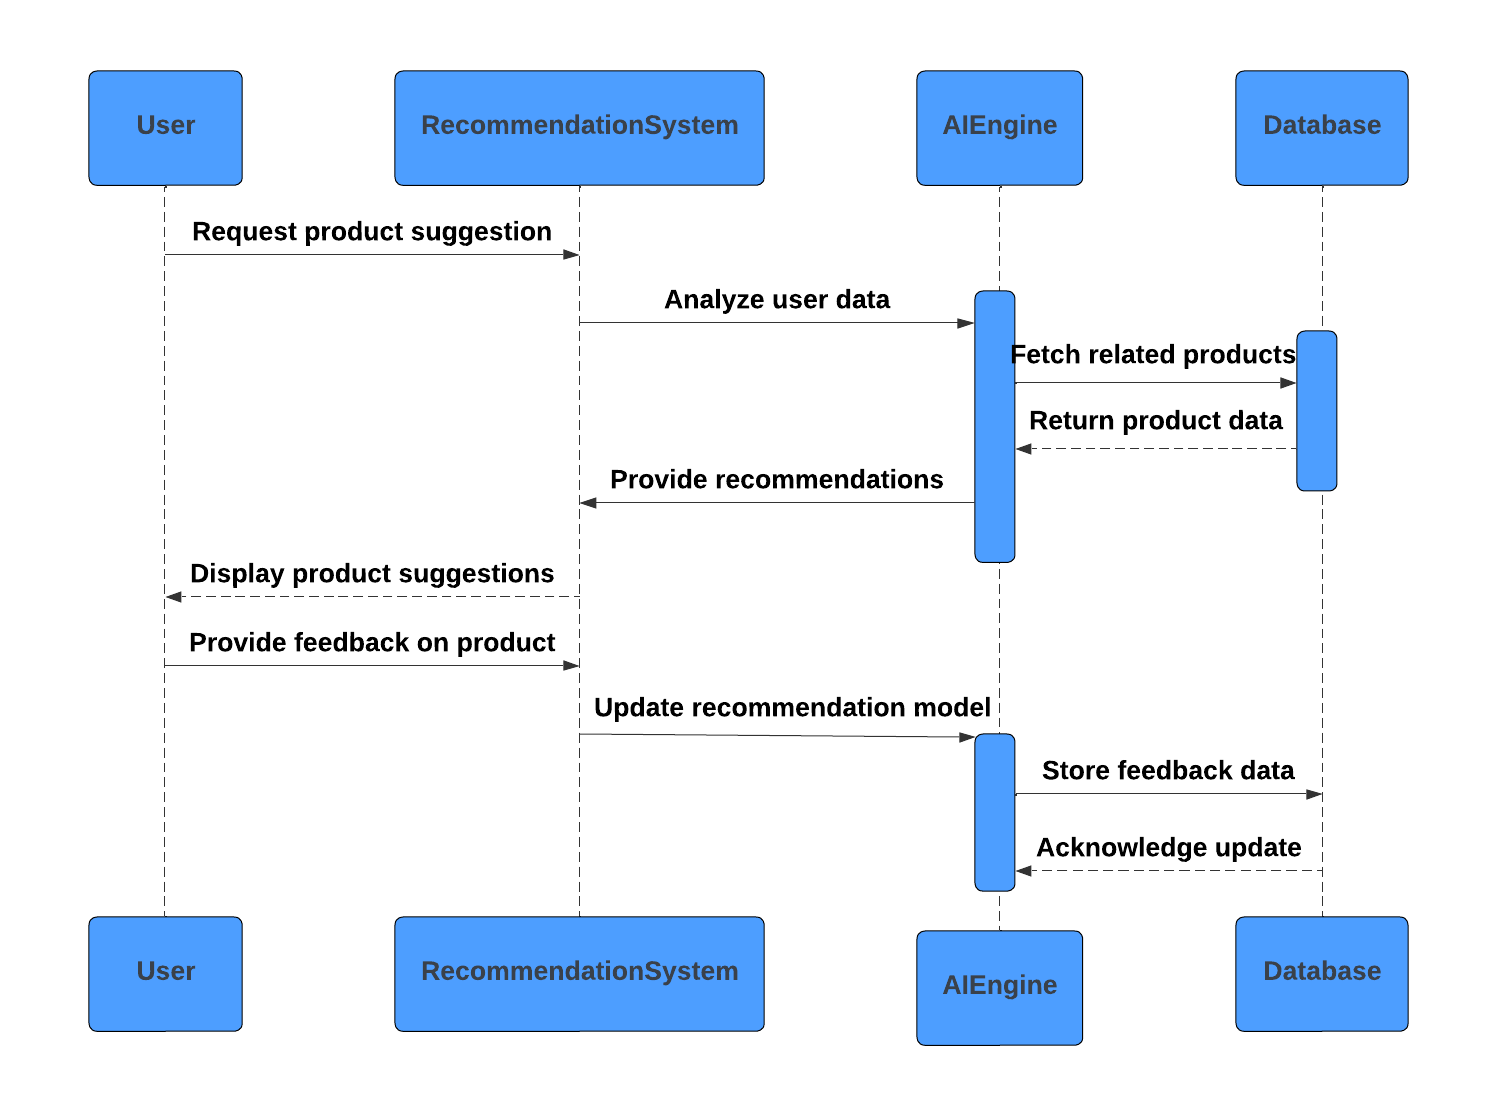 User
RecommendationSystem
AIEngine
Database
Request product suggestion
Analyze user data
Fetch related products
Return product data
Provide recommendations
Display product suggestions
Provide feedback on product
Update recommendation model
Store feedback data
Acknowledge update
User
RecommendationSystem
AIEngine
Database